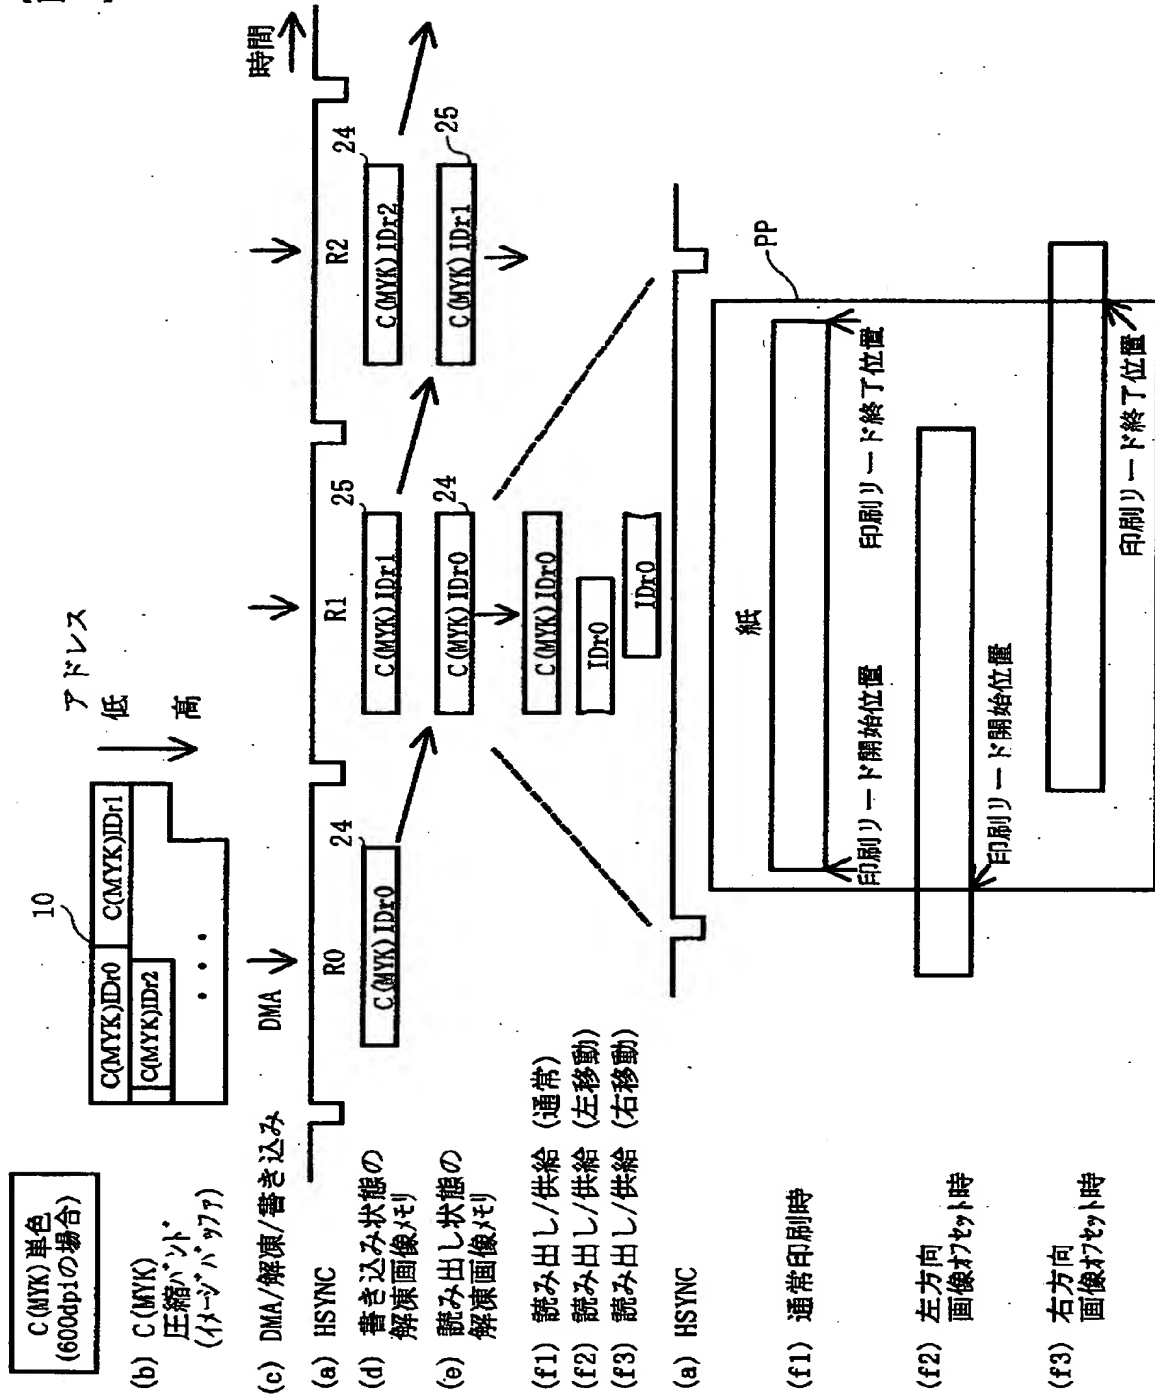 C(MYK)単色
(600dpiの場合)
(b) C(MYK)
圧縮バンド
(イメージバッファ)
C(MYK)IDr0
C(MYK)IDr1
C(MYK)IDr2
・・・
10
アドレス
低
高
(c) DMA/解凍/書き込み
DMA
時間
(a) HSYNC
R0
R1
R2
(d) 書き込み状態の
解凍画像メモリ
C(MYK)IDr0
24
C(MYK)IDr1
25
C(MYK)IDr2
24
(e) 読み出し状態の
解凍画像メモリ
C(MYK)IDr0
24
C(MYK)IDr1
25
(f1) 読み出し/供給 (通常)
C(MYK)IDr0
(f2) 読み出し/供給 (左移動)
IDr0
(f3) 読み出し/供給 (右移動)
IDr0
(a) HSYNC
紙
PP
(f1) 通常印刷時
印刷リード開始位置
印刷リード終了位置
(f2) 左方向
画像オフセット時
印刷リード開始位置
(f3) 右方向
画像オフセット時
印刷リード終了位置